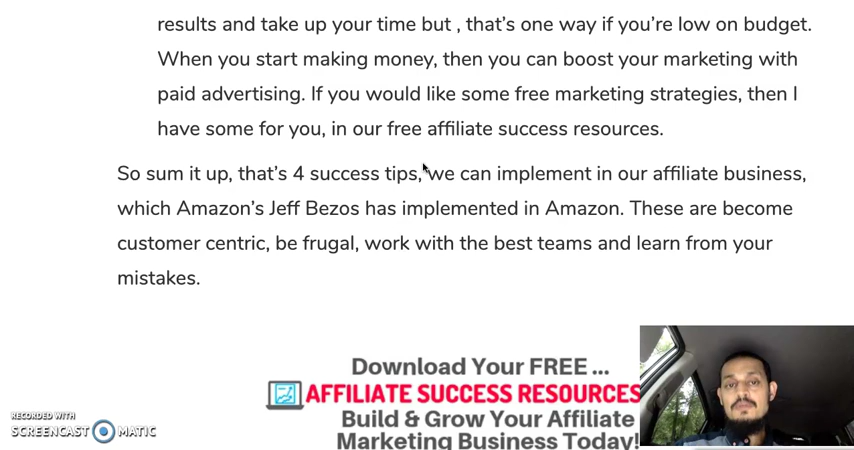 results and take up your time but , that’s one way if you’re low on budget.
When you start making money, then you can boost your marketing with
paid advertising. If you would like some free marketing strategies, then I
have some for you, in our free affiliate success resources.
So sum it up, that’s 4 success tips, we can implement in our affiliate business,
which Amazon’s Jeff Bezos has implemented in Amazon. These are become
customer centric, be frugal, work with the best teams and learn from your
mistakes.
Download Your FREE ...
AFFILIATE SUCCESS RESOURCES
Build & Grow Your Affiliate
Marketing Business Today!
RECORDED WITH
SCREENCAST MATIC